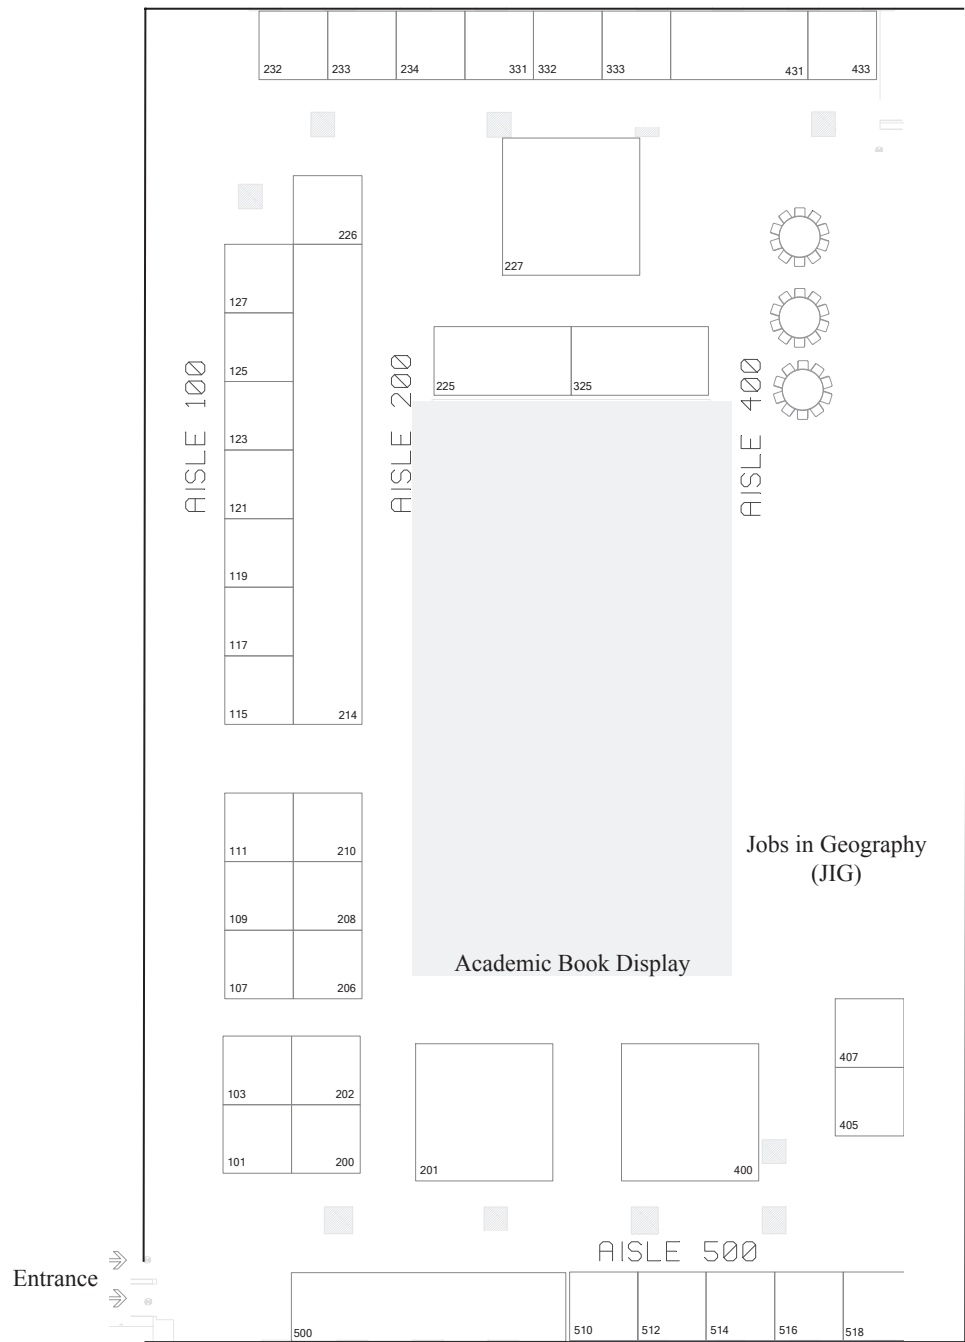 232 233 234 331 332 333 431 433
226
227
127
125
225 325
AISLE 100
AISLE 200
AISLE 400
123
121
119
117
115 214
111 210
Jobs in Geography
(JIG)
109 208
Academic Book Display
107 206
407
103 202
405
101 200
201 400
AISLE 500
Entrance
500 510 512 514 516 518